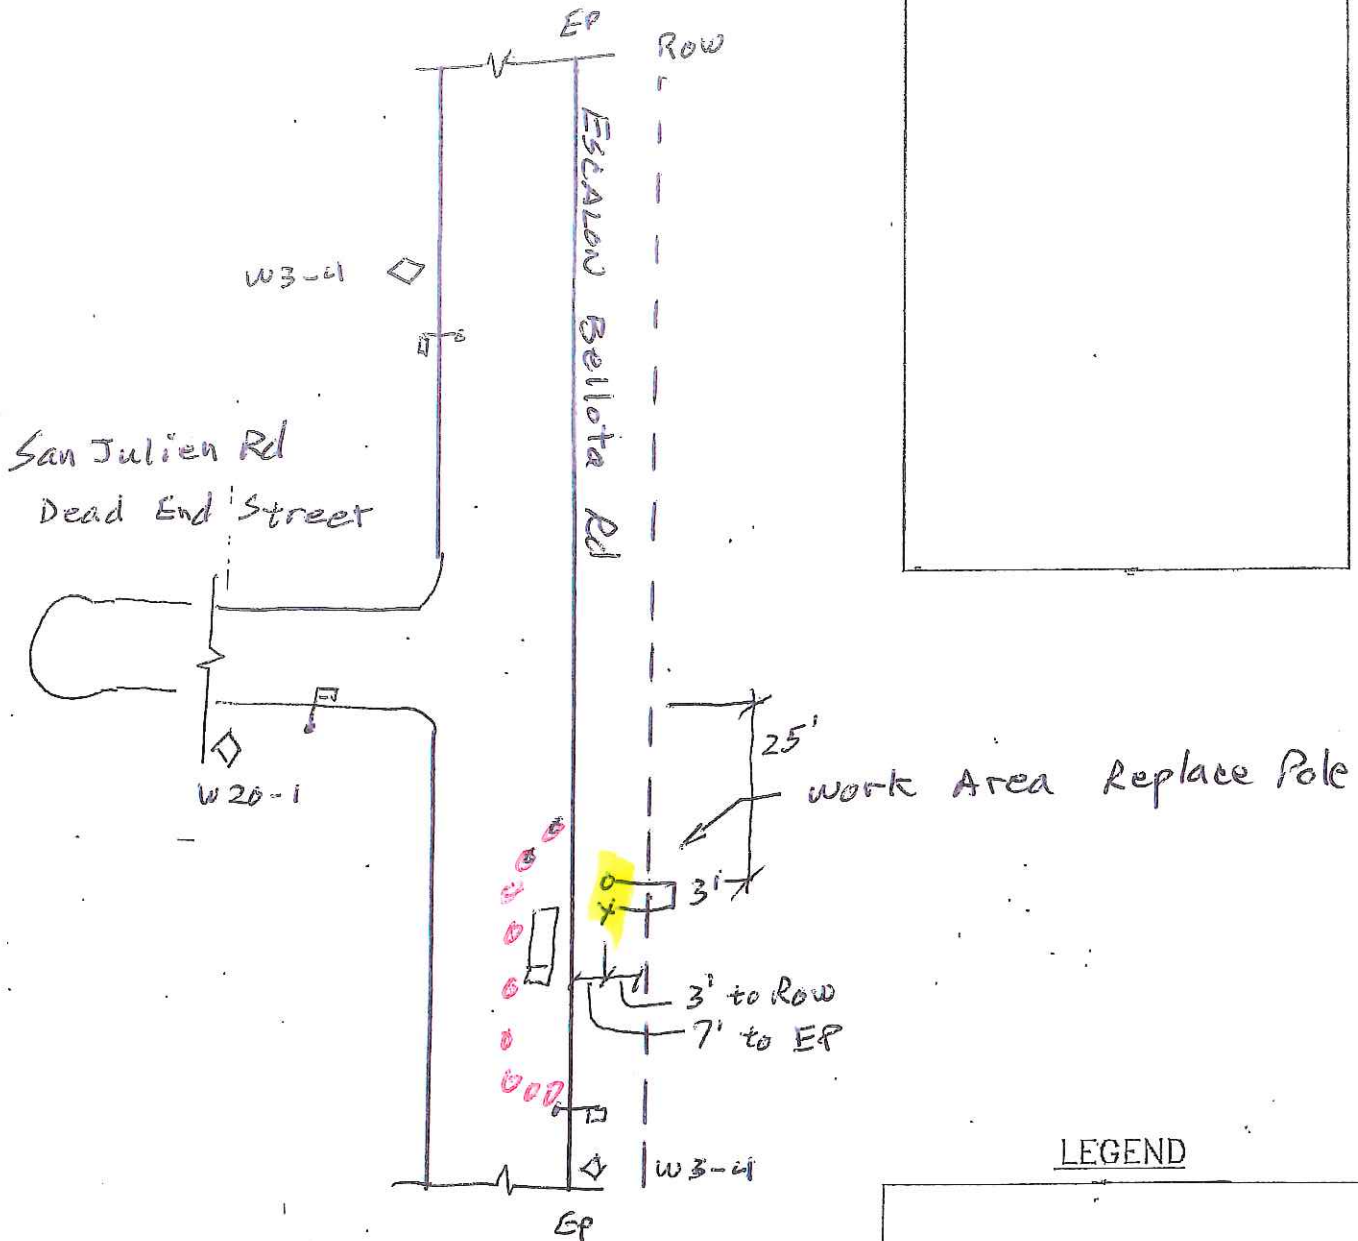 EP
ROW
ESCALON Bellota Rd
W3-4
San Julien Rd
Dead End Street
W20-1
25'
Work Area Replace Pole
3'
3' to Row
7' to EP
W3-4
EP
LEGEND